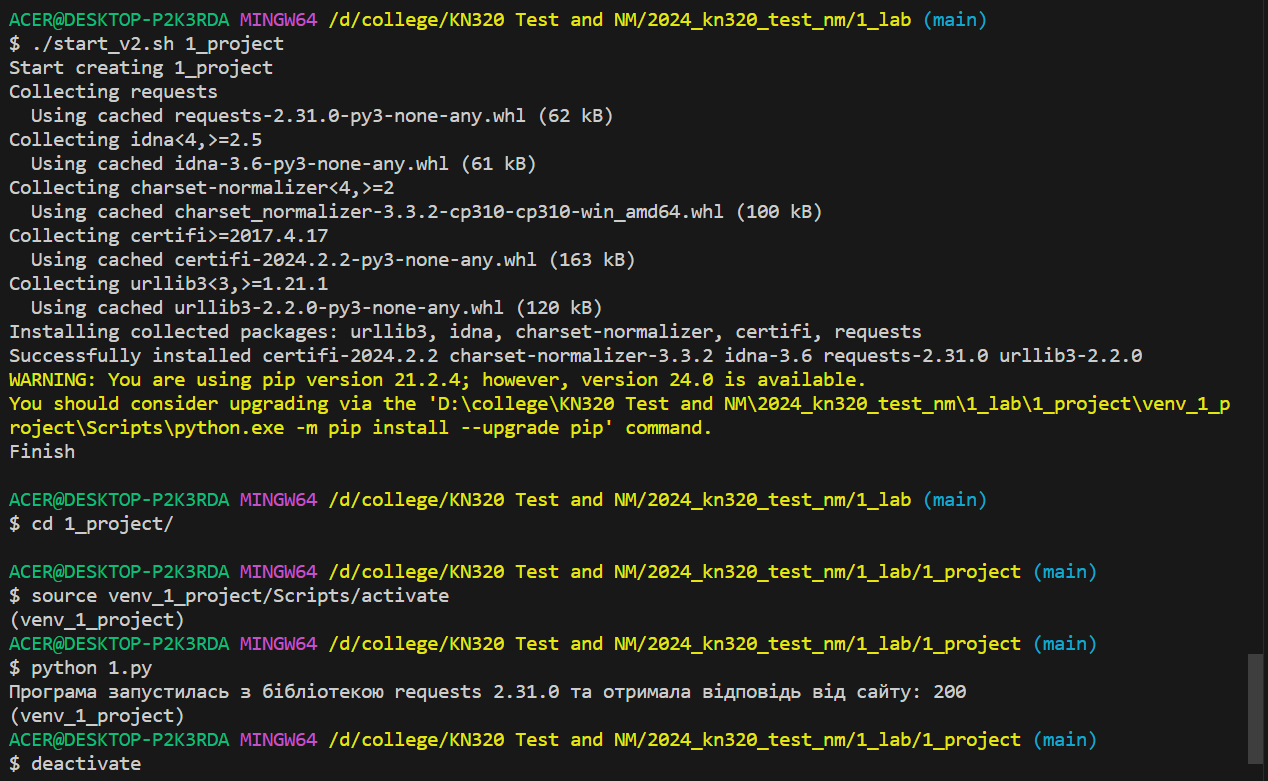 ACER@DESKTOP-P2K3RDA MINGW64 /d/college/KN320 Test and NM/2024_kn320_test_nm/1_lab (main)
$ ./start_v2.sh 1_project
Start creating 1_project
Collecting requests
  Using cached requests-2.31.0-py3-none-any.whl (62 kB)
Collecting idna<4,>=2.5
  Using cached idna-3.6-py3-none-any.whl (61 kB)
Collecting charset-normalizer<4,>=2
  Using cached charset_normalizer-3.3.2-cp310-cp310-win_amd64.whl (100 kB)
Collecting certifi>=2017.4.17
  Using cached certifi-2024.2.2-py3-none-any.whl (163 kB)
Collecting urllib3<3,>=1.21.1
  Using cached urllib3-2.2.0-py3-none-any.whl (120 kB)
Installing collected packages: urllib3, idna, charset-normalizer, certifi, requests
Successfully installed certifi-2024.2.2 charset-normalizer-3.3.2 idna-3.6 requests-2.31.0 urllib3-2.2.0
WARNING: You are using pip version 21.2.4; however, version 24.0 is available.
You should consider upgrading via the 'D:\college\KN320 Test and NM\2024_kn320_test_nm\1_lab\1_project\venv_1_p
roject\Scripts\python.exe -m pip install --upgrade pip' command.
Finish
ACER@DESKTOP-P2K3RDA MINGW64 /d/college/KN320 Test and NM/2024_kn320_test_nm/1_lab (main)
$ cd 1_project/
ACER@DESKTOP-P2K3RDA MINGW64 /d/college/KN320 Test and NM/2024_kn320_test_nm/1_lab/1_project (main)
$ source venv_1_project/Scripts/activate
(venv_1_project)
ACER@DESKTOP-P2K3RDA MINGW64 /d/college/KN320 Test and NM/2024_kn320_test_nm/1_lab/1_project (main)
$ python 1.py
Програма запустилась з бібліотекою requests 2.31.0 та отримала відповідь від сайту: 200
(venv_1_project)
ACER@DESKTOP-P2K3RDA MINGW64 /d/college/KN320 Test and NM/2024_kn320_test_nm/1_lab/1_project (main)
$ deactivate